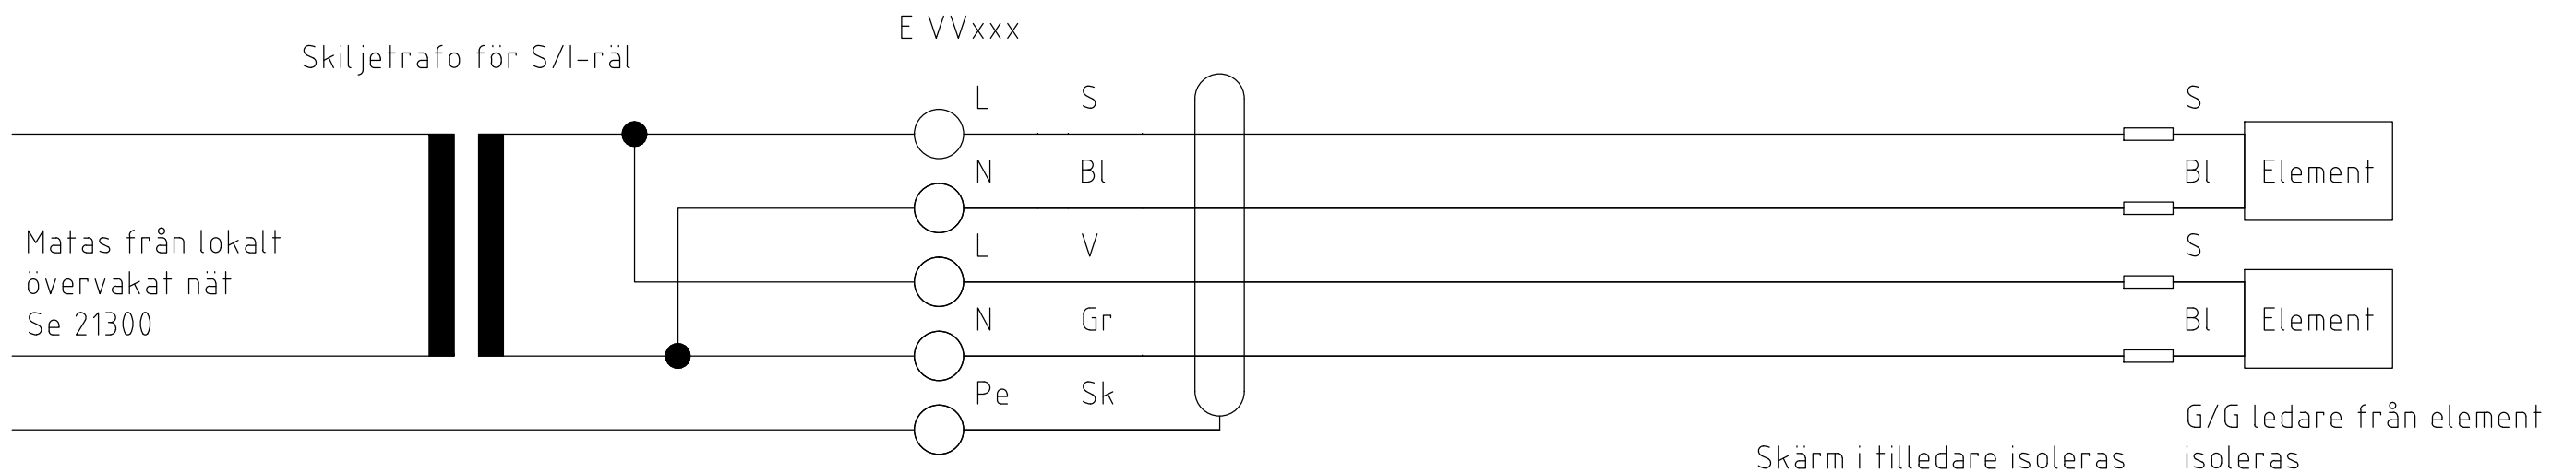 E VVxxx
Skiljetrafo för S/I-räl
L S S
N Bl Bl Element
Matas från lokalt
övervakat nät
Se 21300
L V S
N Gr Bl Element
Pe Sk
G/G ledare från element
isoleras
Skärm i tilledare isoleras